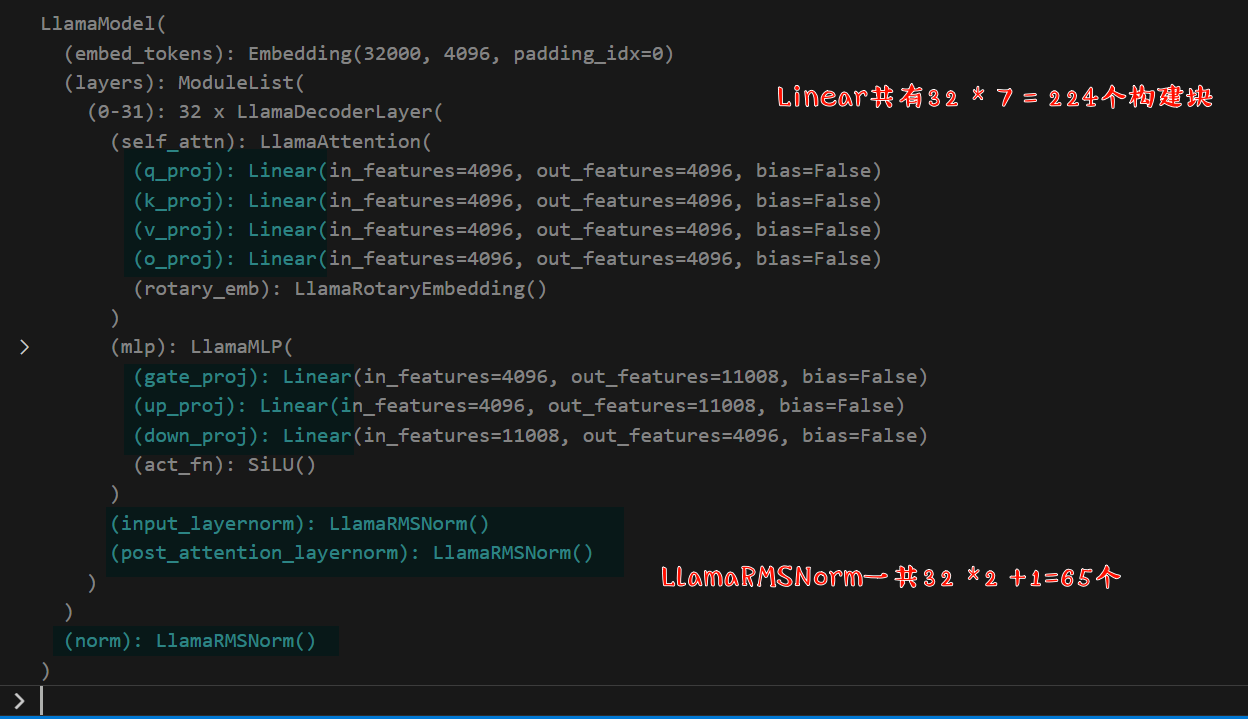 LlamaModel(
(embed_tokens): Embedding(32000, 4096, padding_idx=0)
(layers): ModuleList(
Linear共有32 * 7 = 224个构建块
(0-31): 32 x LlamaDecoderLayer(
(self_attn): LlamaAttention(
(q_proj): Linear(in_features=4096, out_features=4096, bias=False)
(k_proj): Linear(in_features=4096, out_features=4096, bias=False)
(v_proj): Linear(in_features=4096, out_features=4096, bias=False)
(o_proj): Linear(in_features=4096, out_features=4096, bias=False)
(rotary_emb): LlamaRotaryEmbedding()
)
(mlp): LlamaMLP(
(gate_proj): Linear(in_features=4096, out_features=11008, bias=False)
(up_proj): Linear(in_features=4096, out_features=11008, bias=False)
(down_proj): Linear(in_features=11008, out_features=4096, bias=False)
(act_fn): SiLU()
)
(input_layernorm): LlamaRMSNorm()
(post_attention_layernorm): LlamaRMSNorm()
LlamaRMSNorm一共32 *2 +1=65个
)
)
(norm): LlamaRMSNorm()
)